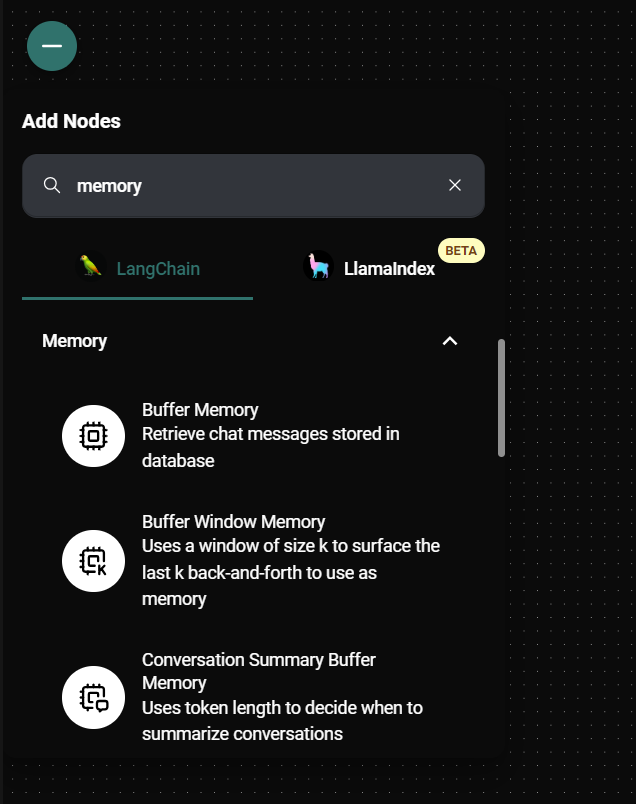 Add Nodes
memory
LangChain
LlamaIndex
BETA
Memory
Buffer Memory
Retrieve chat messages stored in
database
Buffer Window Memory
Uses a window of size k to surface the
last k back-and-forth to use as
memory
K
Conversation Summary Buffer
Memory
Uses token length to decide when to
summarize conversations